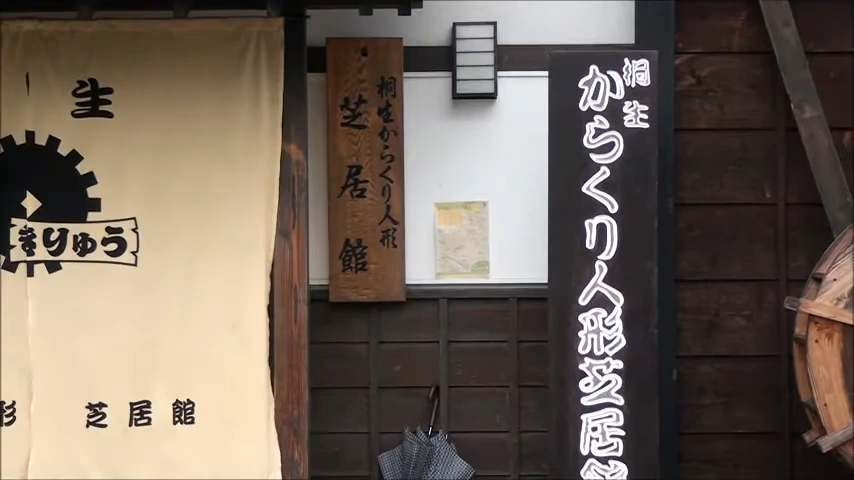 生
きりゅう
形 芝居館
桐生からくり人形
芝居館
桐生
からくり人形芝居館